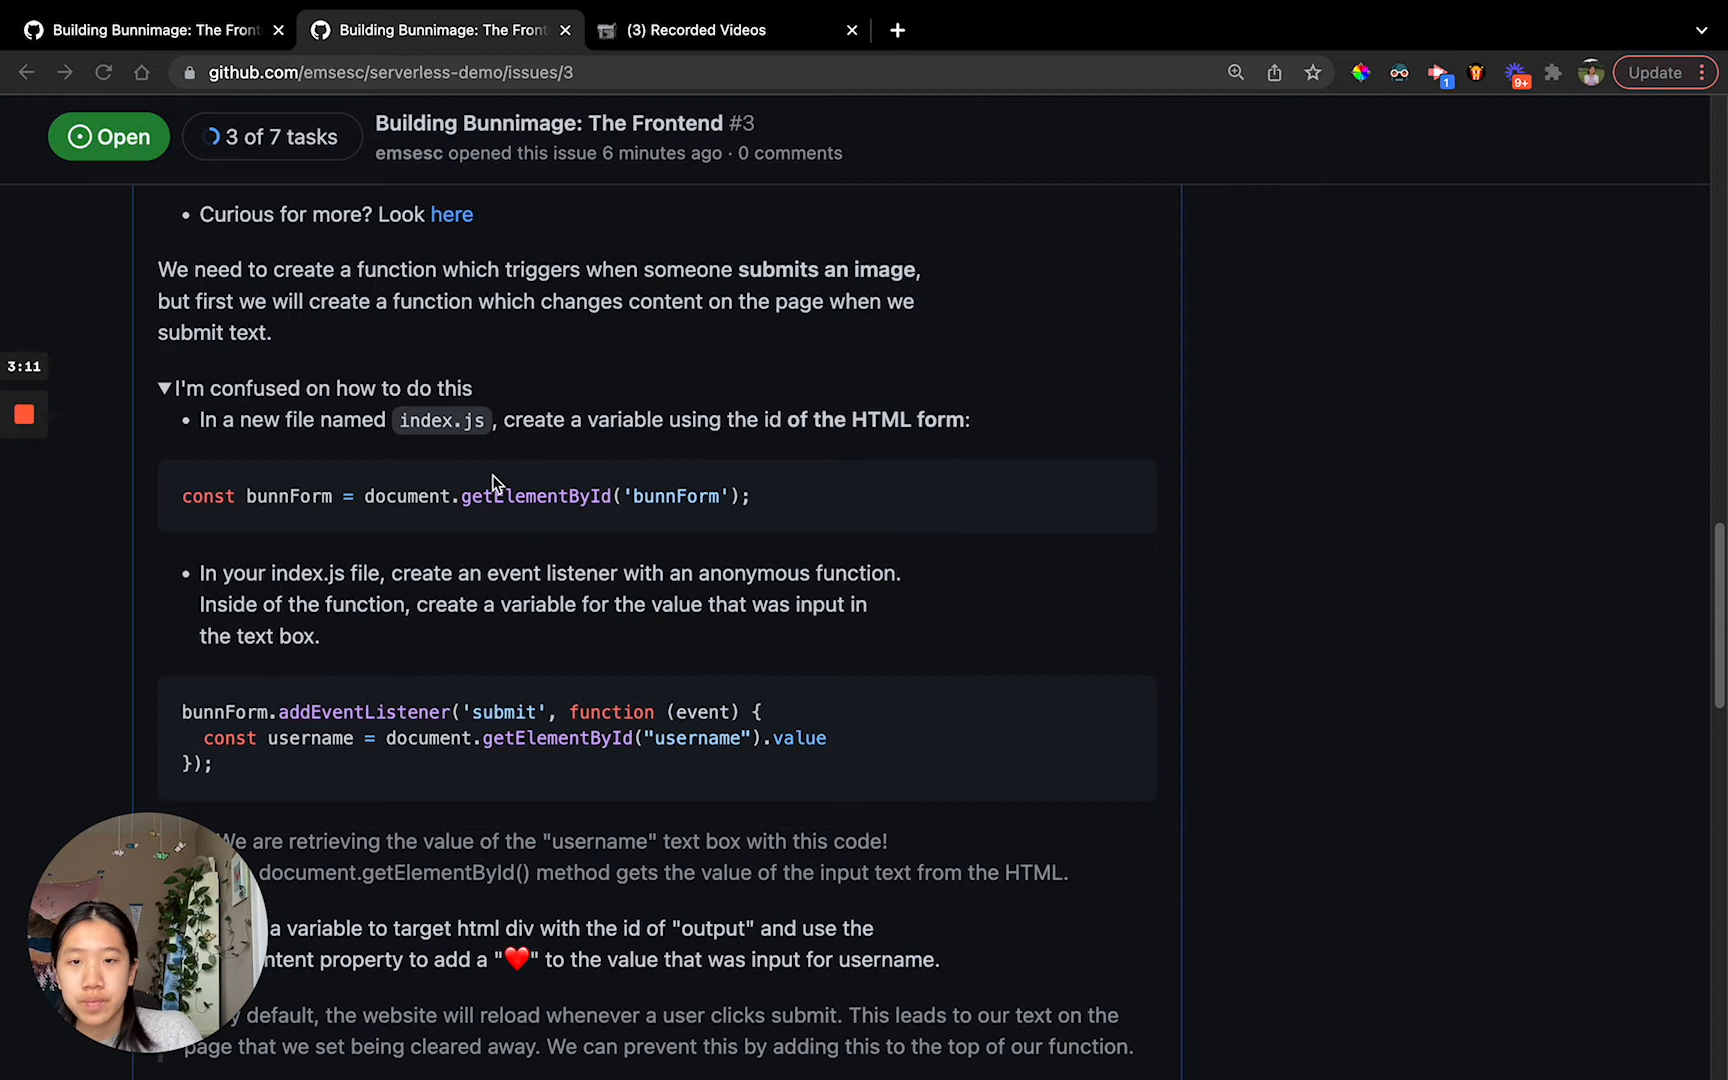 Building Bunnimage: The Front
Building Bunnimage: The Front
(3) Recorded Videos
github.com/emsesc/serverless-demo/issues/3
1
9+
Update
Open
3 of 7 tasks
Building Bunnimage: The Frontend #3
emsesc opened this issue 6 minutes ago · 0 comments
• Curious for more? Look here
We need to create a function which triggers when someone submits an image,
but first we will create a function which changes content on the page when we
submit text.
3:11
▼I'm confused on how to do this
• In a new file named index.js, create a variable using the id of the HTML form:
const bunnForm = document.getElementById('bunnForm');
• In your index.js file, create an event listener with an anonymous function.
Inside of the function, create a variable for the value that was input in
the text box.
bunnForm.addEventListener('submit', function (event) {
const username = document.getElementById("username").value
});
We are retrieving the value of the "username" text box with this code!
document.getElementById() method gets the value of the input text from the HTML.
a variable to target html div with the id of "output" and use the
property to add a "❤️" to the value that was input for username.
default, the website will reload whenever a user clicks submit. This leads to our text on the
page that we set being cleared away. We can prevent this by adding this to the top of our function.